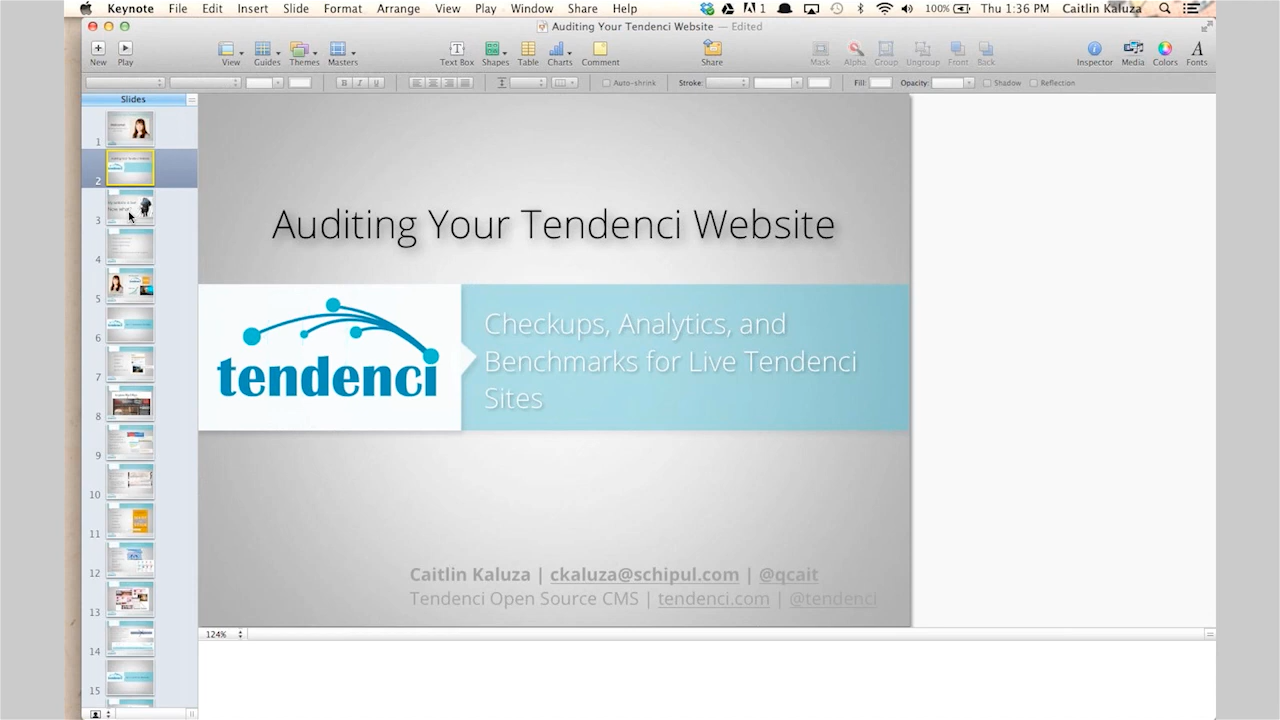 Keynote File Edit Insert Slide Format Arrange View Play Window Share Help 1 100% Thu 1:36 PM Caitlin Kaluza
Auditing Your Tendenci Website — Edited
New Play View Guides Themes Masters Text Box Shapes Table Charts Comment Share Mask Alpha Group Ungroup Front Back Inspector Media Colors Fonts
B I U Auto-shrink Stroke: Fill: Opacity: Shadow Reflection
Slides
1
2
3
4
5
6
7
8
9
10
11
12
13
14
15
Auditing Your Tendenci Website
tendenci
Checkups, Analytics, and
Benchmarks for Live Tendenci
Sites
Caitlin Kaluza | ckaluza@schipul.com | @qcait
Tendenci Open Source CMS | tendenci.com | @tendenci
124%